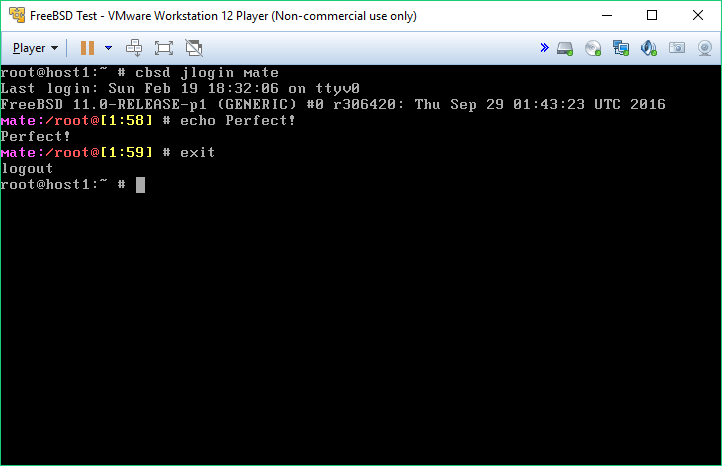 FreeBSD Test - VMware Workstation 12 Player (Non-commercial use only)
Player
root@host1:~ # cbsd jlogin mate
Last login: Sun Feb 19 18:32:06 on ttyv0
FreeBSD 11.0-RELEASE-p1 (GENERIC) #0 r306420: Thu Sep 29 01:43:23 UTC 2016
mate:/root@[1:58] # echo Perfect!
Perfect!
mate:/root@[1:59] # exit
logout
root@host1:~ #